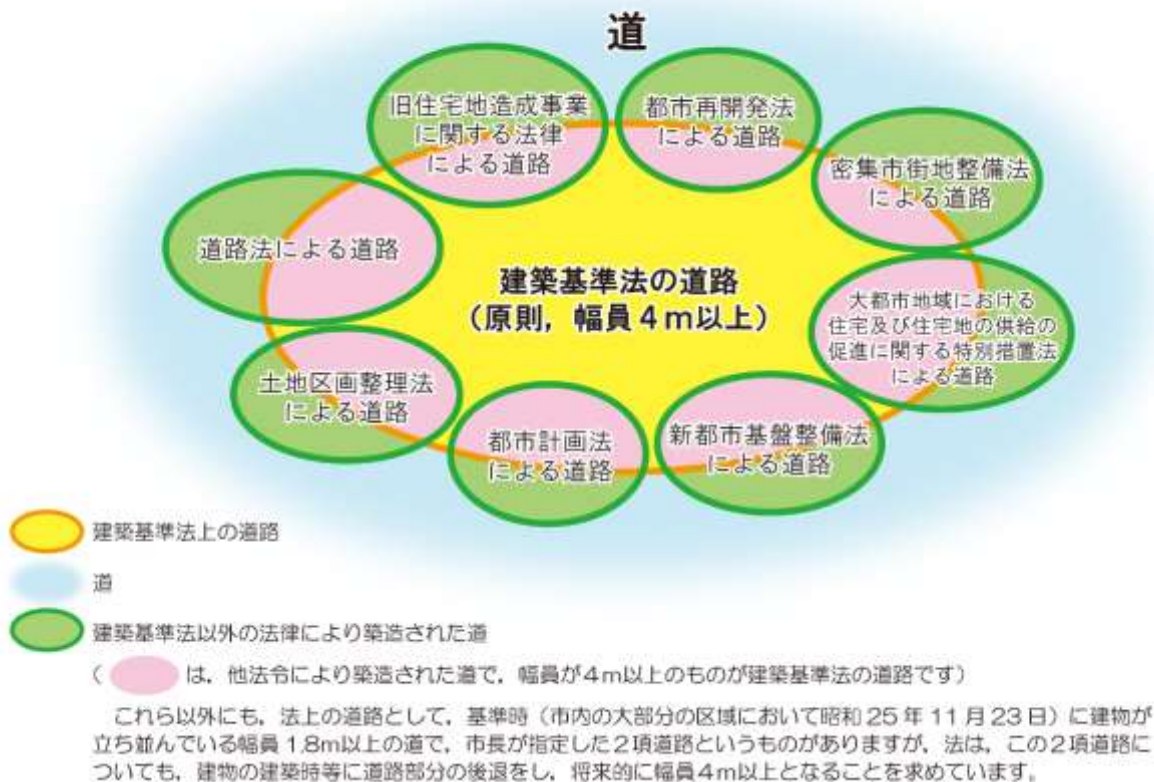 道
旧住宅地造成事業
に関する法律
による道路
都市再開発法
による道路
密集市街地整備法
による道路
道路法による道路
建築基準法の道路
(原則，幅員４ｍ以上)
大都市地域における
住宅及び住宅地の供給の
促進に関する特別措置法
による道路
土地区画整理法
による道路
都市計画法
による道路
新都市基盤整備法
による道路
建築基準法上の道路
道
建築基準法以外の法律により築造された道
( は，他法令により築造された道で，幅員が４ｍ以上のものが建築基準法の道路です)
これら以外にも，法上の道路として，基準時（市内の大部分の区域において昭和 25 年 11 月 23 日）に建物が
立ち並んでいる幅員 1.8ｍ以上の道で，市長が指定した２項道路というものがありますが，法は，この２項道路に
ついても，建物の建築時等に道路部分の後退をし，将来的に幅員４ｍ以上となることを求めています。